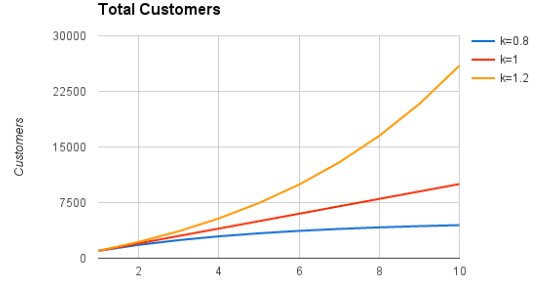 Total Customers
30000
22500
15000
7500
0
Customers
2
4
6
8
10
k=0.8
k=1
k=1.2